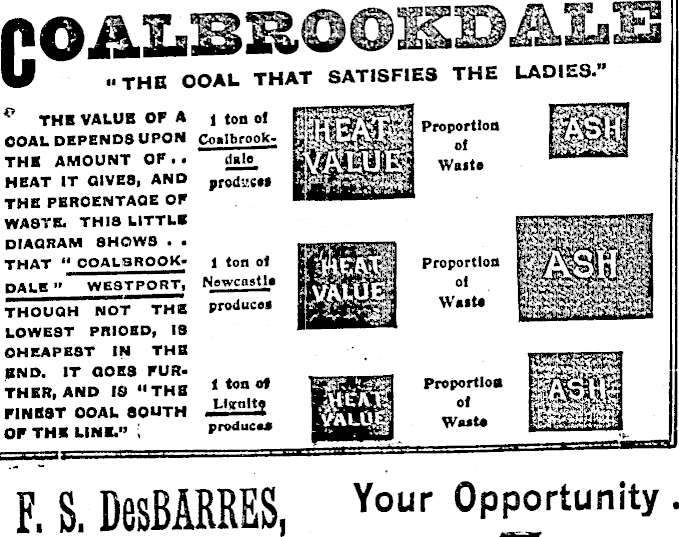 COALBROOKDALE
"THE COAL THAT SATISFIES THE LADIES."
THE VALUE OF A
COAL DEPENDS UPON
THE AMOUNT OF..
HEAT IT GIVES, AND
THE PERCENTAGE OF
WASTE. THIS LITTLE
DIAGRAM SHOWS . .
THAT "COALBROOK-
DALE" WESTPORT,
THOUGH NOT THE
LOWEST PRICED, IS
CHEAPEST IN THE
END. IT GOES FUR-
THER, AND IS "THE
FINEST COAL SOUTH
OF THE LINE."
1 ton of
Coalbrook-
dale
produces
HEAT
VALUE
Proportion
of
Waste
ASH
1 ton of
Newcastle
produces
HEAT
VALUE
Proportion
of
Waste
ASH
1 ton of
Lignite
produces
HEAT
VALUE
Proportion
of
Waste
ASH
F. S. DesBARRES,
Your Opportunity.